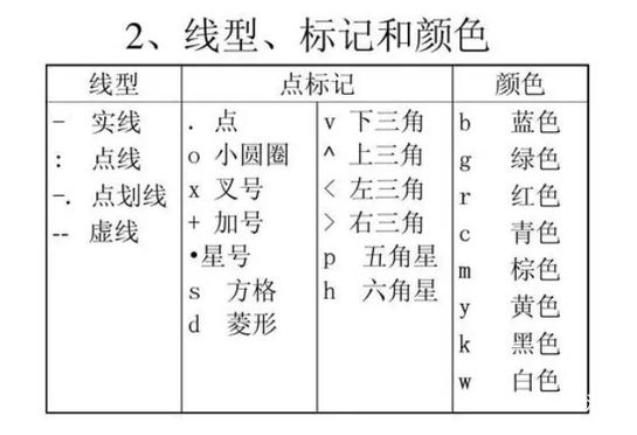 2、线型、标记和颜色
线型 点标记 颜色
- 实线
: 点线
-. 点划线
-- 虚线
. 点
o 小圆圈
x 叉号
+ 加号
•星号
s 方格
d 菱形
v 下三角
^ 上三角
< 左三角
> 右三角
p 五角星
h 六角星
b 蓝色
g 绿色
r 红色
c 青色
m 棕色
y 黄色
k 黑色
w 白色